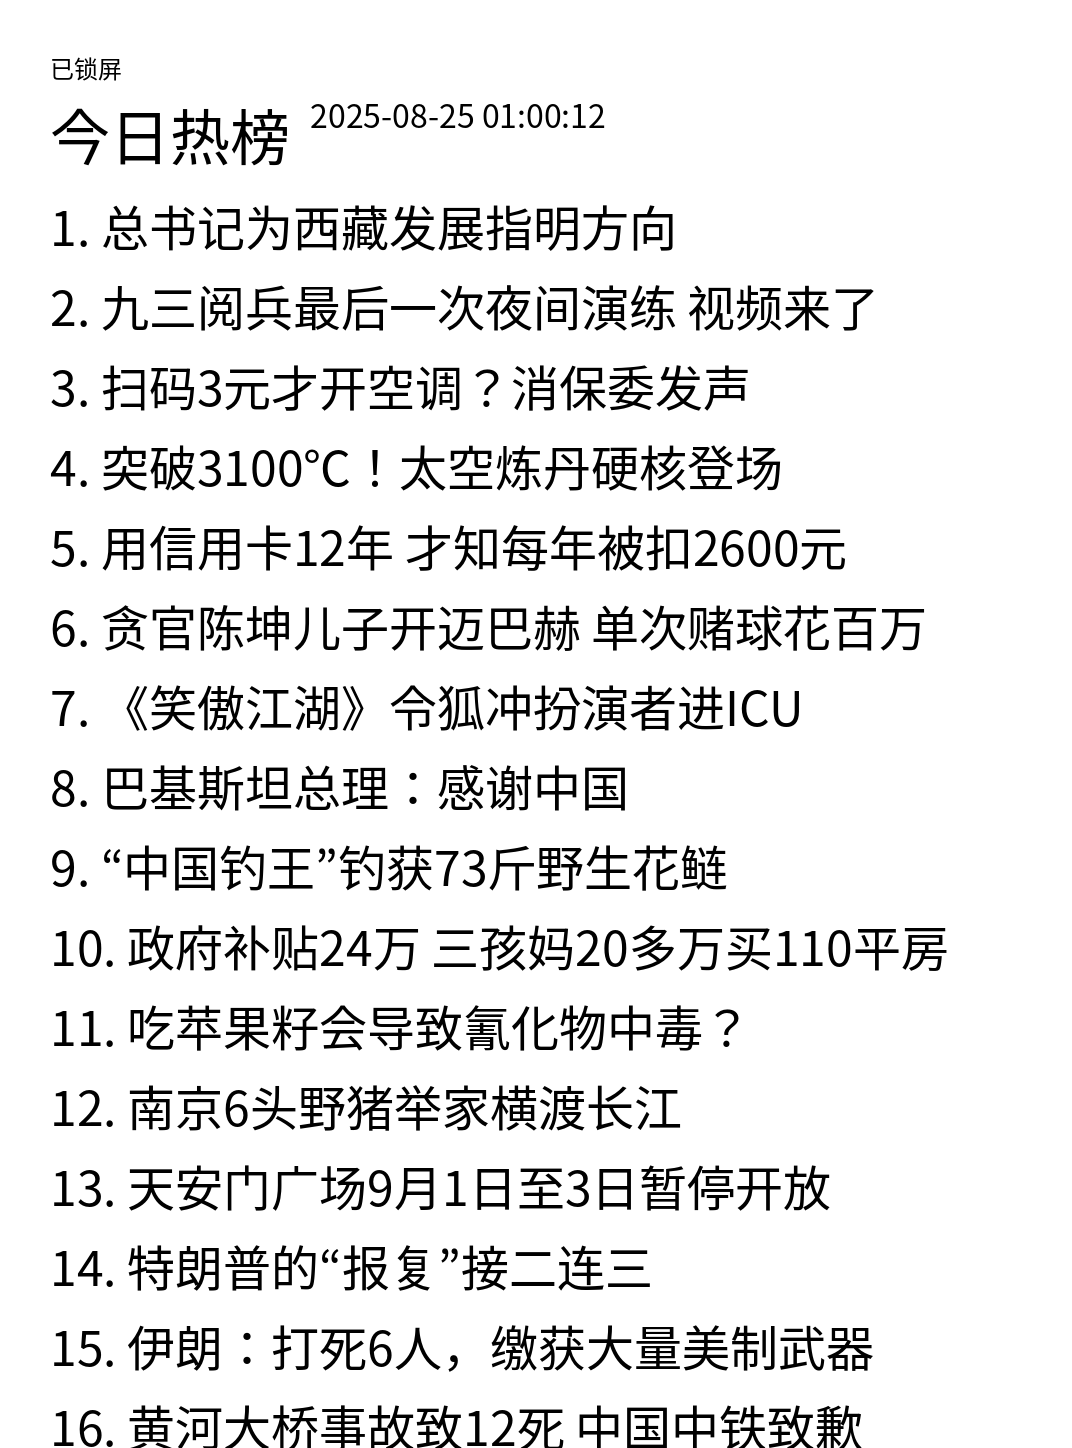 已锁屏
今日热榜 2025-08-25 01:00:12
1. 总书记为西藏发展指明方向
2. 九三阅兵最后一次夜间演练 视频来了
3. 扫码3元才开空调？消保委发声
4. 突破3100℃！太空炼丹硬核登场
5. 用信用卡12年 才知每年被扣2600元
6. 贪官陈坤儿子开迈巴赫 单次赌球花百万
7. 《笑傲江湖》令狐冲扮演者进ICU
8. 巴基斯坦总理：感谢中国
9. “中国钓王”钓获73斤野生花鲢
10. 政府补贴24万 三孩妈20多万买110平房
11. 吃苹果籽会导致氰化物中毒？
12. 南京6头野猪举家横渡长江
13. 天安门广场9月1日至3日暂停开放
14. 特朗普的“报复”接二连三
15. 伊朗：打死6人，缴获大量美制武器
16. 黄河大桥事故致12死 中国中铁致歉